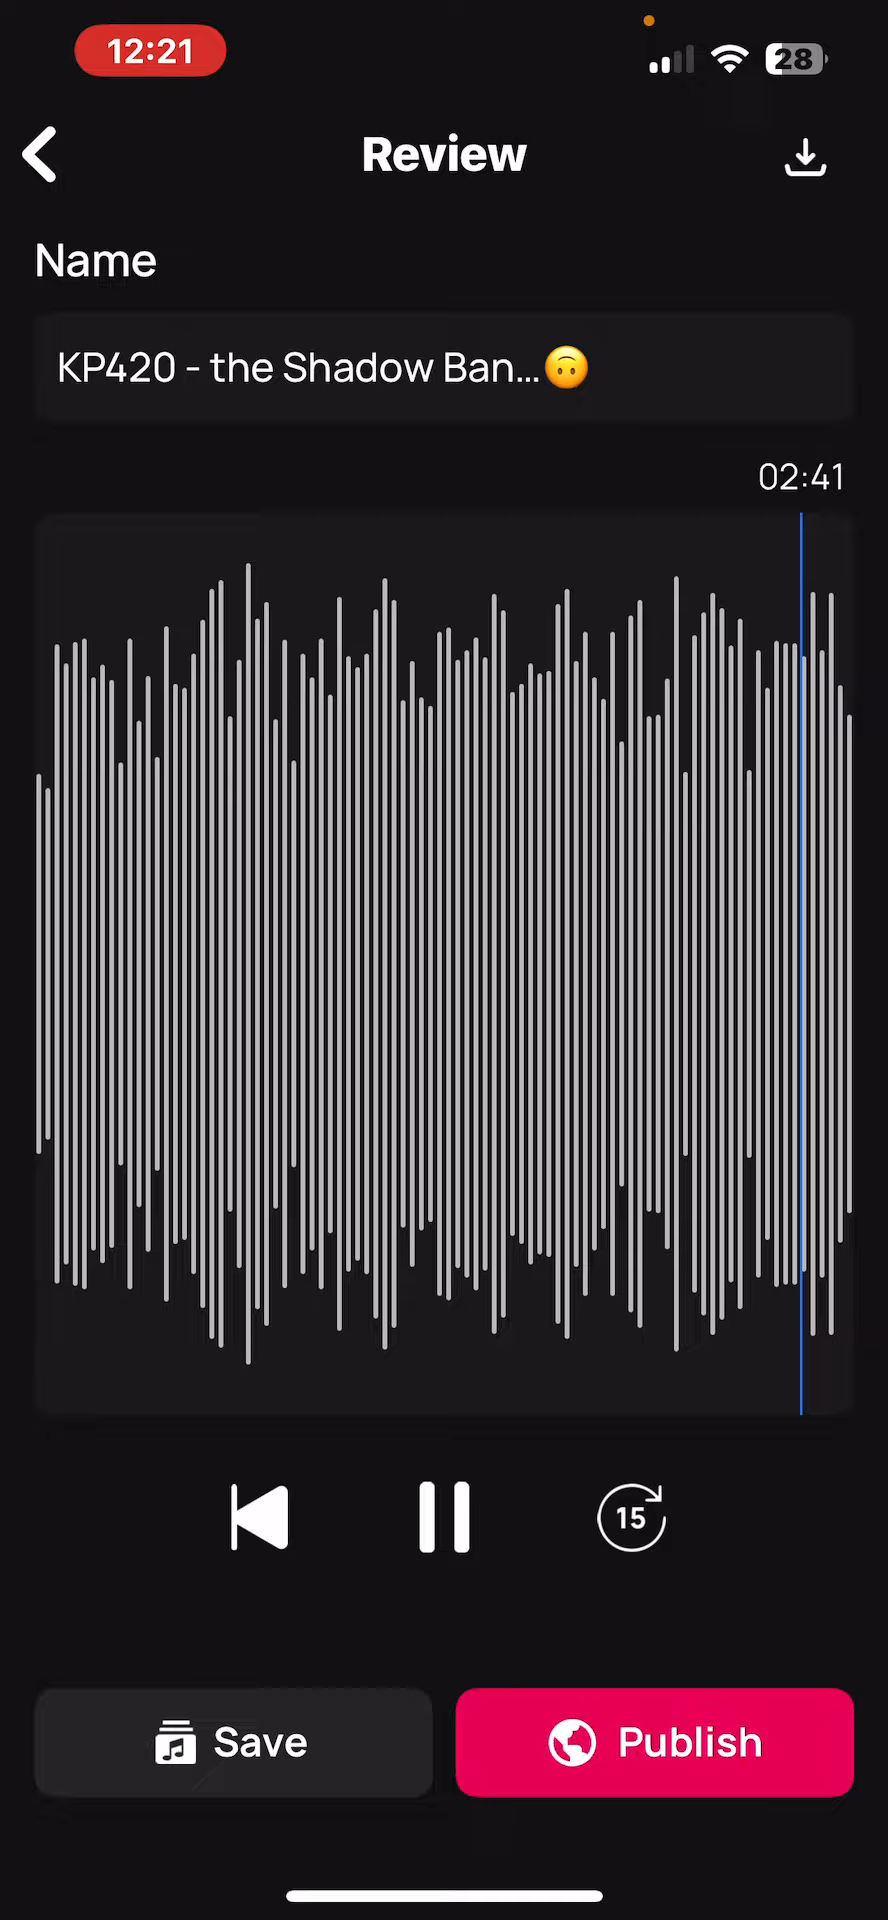 12:21
28
Review
Name
KP420 - the Shadow Ban...🙃
02:41
15
Save
Publish